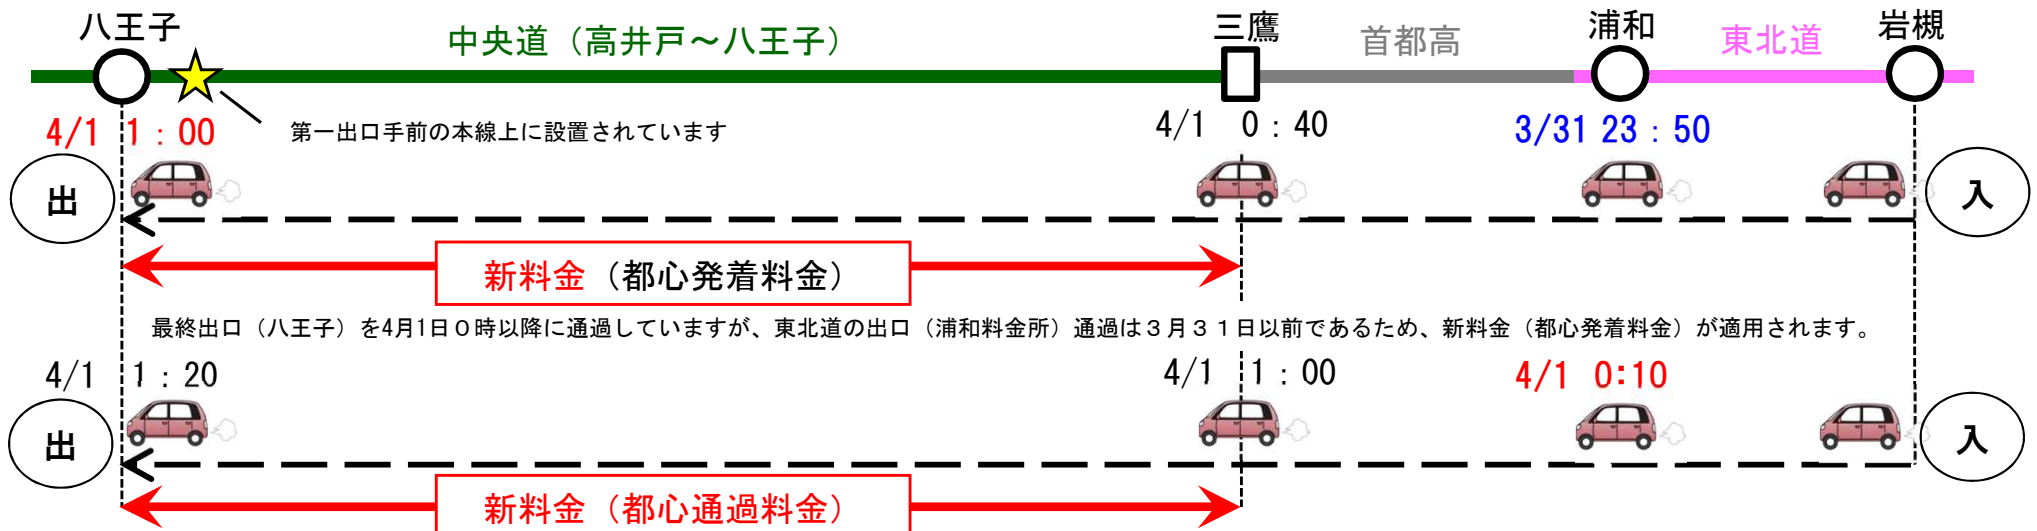 八王子
中央道（高井戸～八王子）
三鷹
首都高
浦和
東北道
岩槻
4/1 1：00
第一出口手前の本線上に設置されています
4/1 0：40
3/31 23：50
出
入
新料金（都心発着料金）
最終出口（八王子）を4月1日０時以降に通過していますが、東北道の出口（浦和料金所）通過は３月３１日以前であるため、新料金（都心発着料金）が適用されます。
4/1 1：20
4/1 1：00
4/1 0:10
出
入
新料金（都心通過料金）